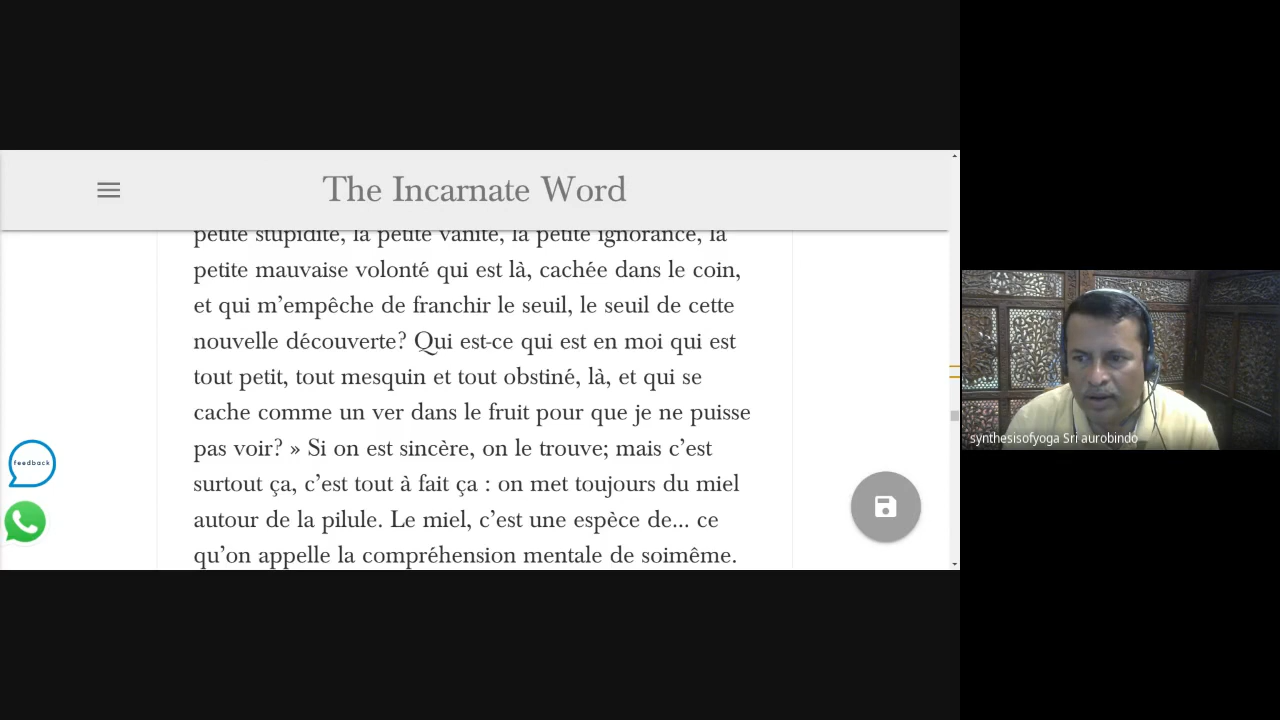 The Incarnate Word
petite stupidité, la petite vanité, la petite ignorance, la
petite mauvaise volonté qui est là, cachée dans le coin,
et qui m'empêche de franchir le seuil, le seuil de cette
nouvelle découverte? Qui est-ce qui est en moi qui est
tout petit, tout mesquin et tout obstiné, là, et qui se
cache comme un ver dans le fruit pour que je ne puisse
pas voir? » Si on est sincère, on le trouve; mais c'est
surtout ça, c'est tout à fait ça : on met toujours du miel
autour de la pilule. Le miel, c'est une espèce de... ce
qu'on appelle la compréhension mentale de soimême.
feedback
synthesisofyoga Sri aurobindo